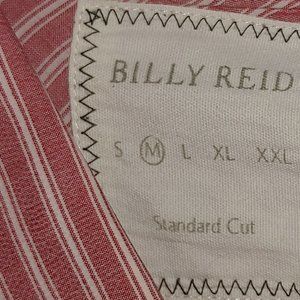 BILLY REID
S M L XL XXL
Standard Cut